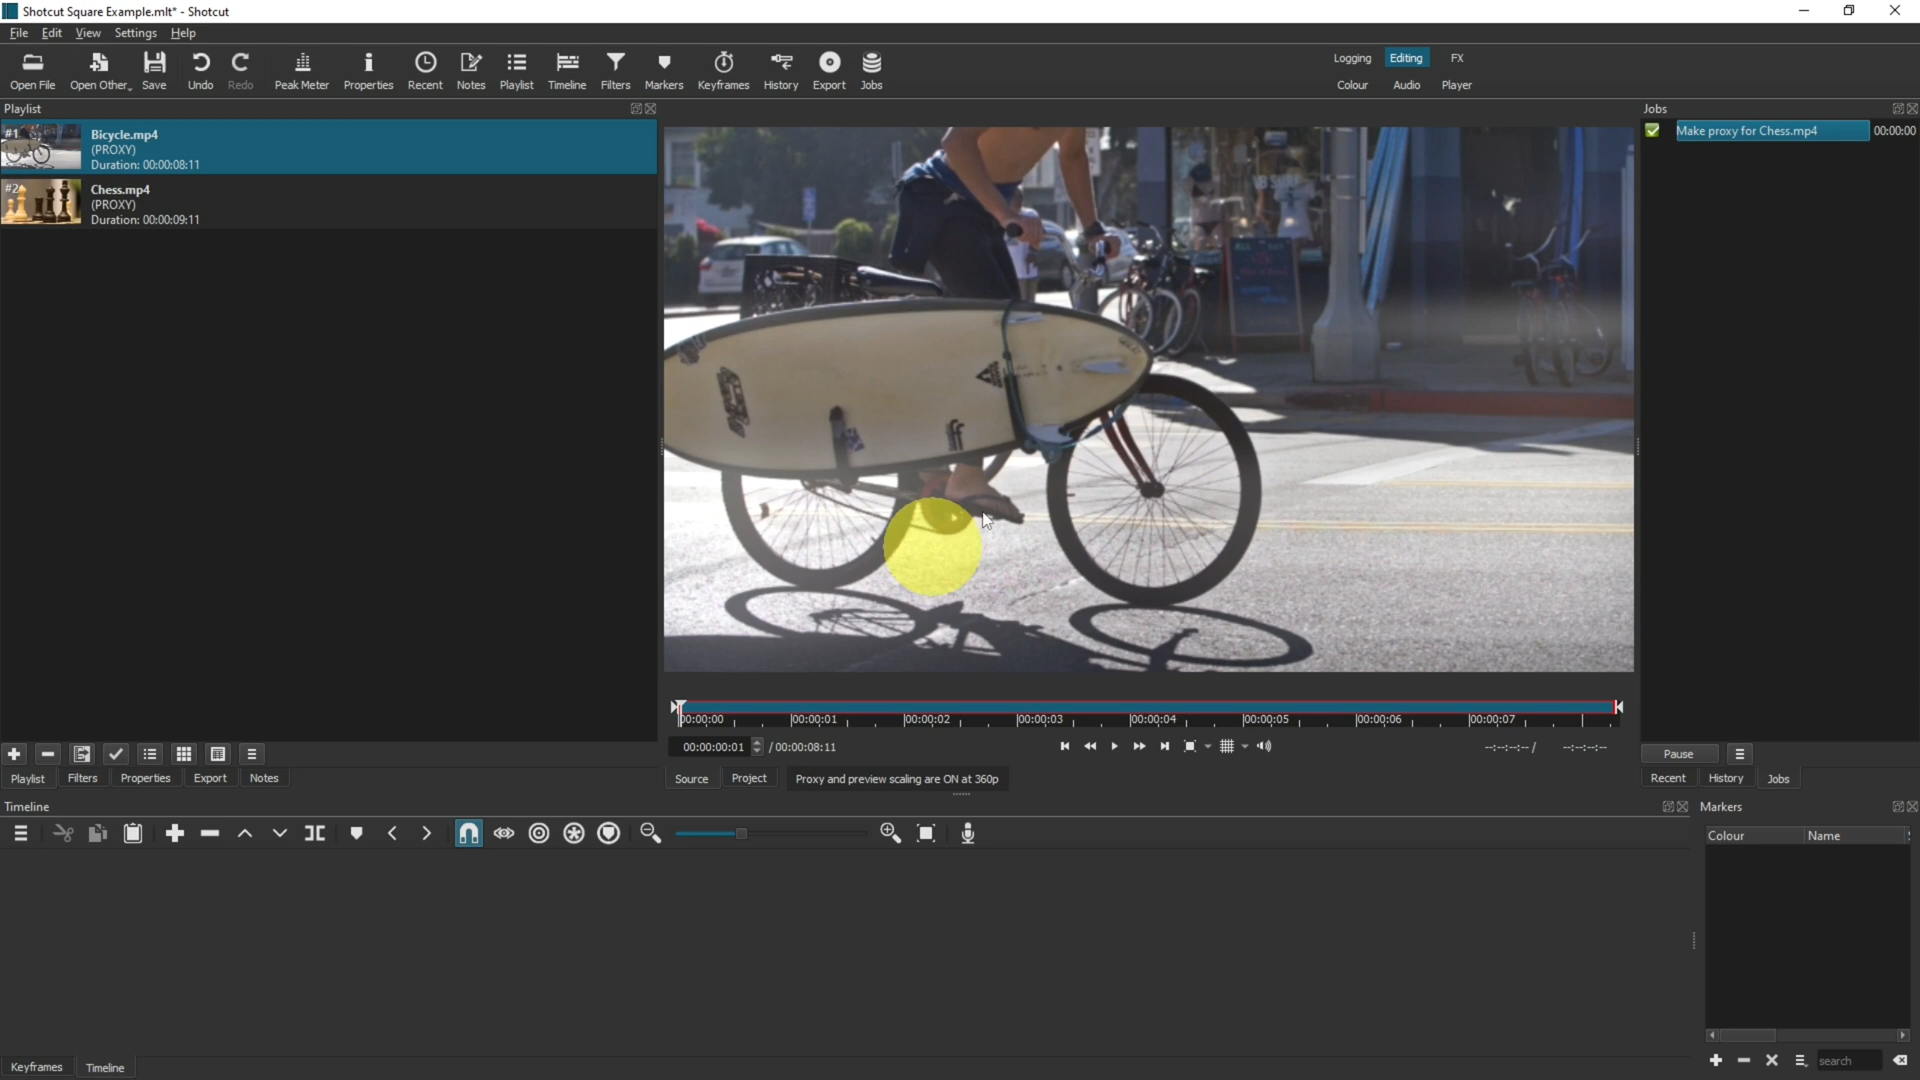 Shotcut Square Example.mlt* - Shotcut
File Edit View Settings Help
Open File Open Other Save Undo Redo Peak Meter Properties Recent Notes Playlist Timeline Filters Markers Keyframes History Export Jobs
Logging Editing FX
Colour Audio Player
Playlist
#1
Bicycle.mp4
(PROXY)
Duration: 00:00:08:11
#2
Chess.mp4
(PROXY)
Duration: 00:00:09:11
Jobs
Make proxy for Chess.mp4 00:00:00
00:00:00 00:00:01 00:00:02 00:00:03 00:00:04 00:00:05 00:00:06 00:00:07
00:00:00:01 / 00:00:08:11 --:--:--:-- / --:--:--:--
Pause
Playlist Filters Properties Export Notes
Source Project Proxy and preview scaling are ON at 360p
Recent History Jobs
Timeline
Markers
Colour Name
search
Keyframes Timeline